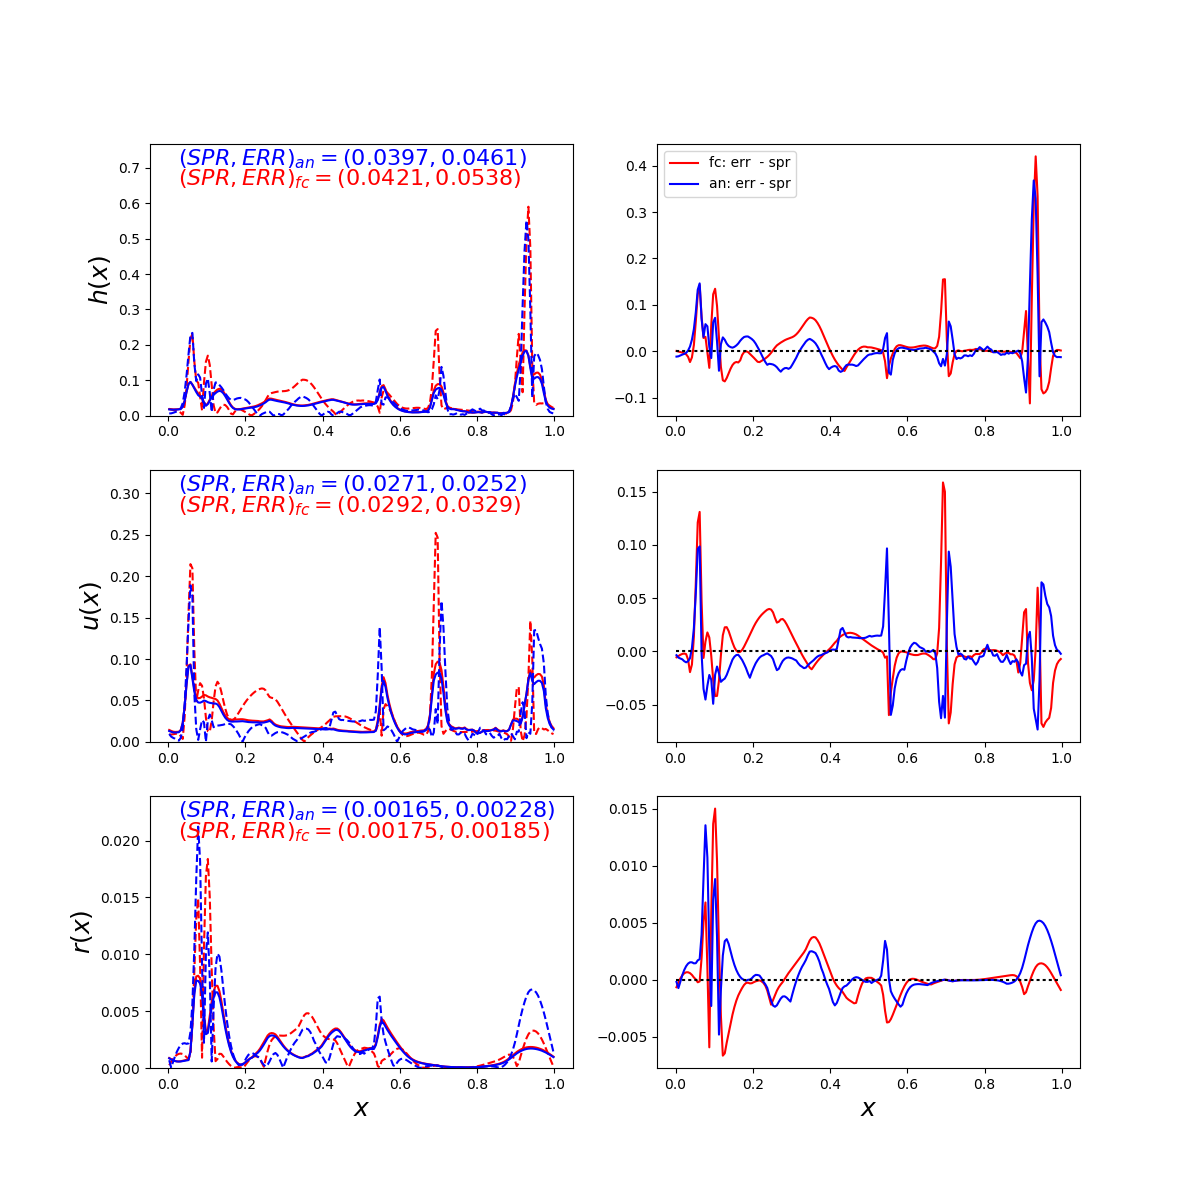 (SPR, ERR)an = (0.0397, 0.0461)
(SPR, ERR)fc = (0.0421, 0.0538)
h(x)
0.7
0.6
0.5
0.4
0.3
0.2
0.1
0.0
0.0 0.2 0.4 0.6 0.8 1.0
fc: err - spr
an: err - spr
0.4
0.3
0.2
0.1
0.0
−0.1
0.0 0.2 0.4 0.6 0.8 1.0
(SPR, ERR)an = (0.0271, 0.0252)
(SPR, ERR)fc = (0.0292, 0.0329)
u(x)
0.30
0.25
0.20
0.15
0.10
0.05
0.00
0.0 0.2 0.4 0.6 0.8 1.0
0.15
0.10
0.05
0.00
−0.05
0.0 0.2 0.4 0.6 0.8 1.0
(SPR, ERR)an = (0.00165, 0.00228)
(SPR, ERR)fc = (0.00175, 0.00185)
r(x)
0.020
0.015
0.010
0.005
0.000
0.0 0.2 0.4 0.6 0.8 1.0
x
0.015
0.010
0.005
0.000
−0.005
0.0 0.2 0.4 0.6 0.8 1.0
x